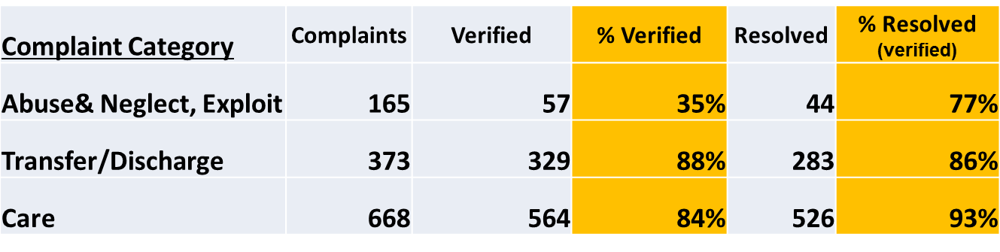 Complaint Category Complaints Verified % Verified Resolved % Resolved (verified)
Abuse& Neglect, Exploit 165 57 35% 44 77%
Transfer/Discharge 373 329 88% 283 86%
Care 668 564 84% 526 93%